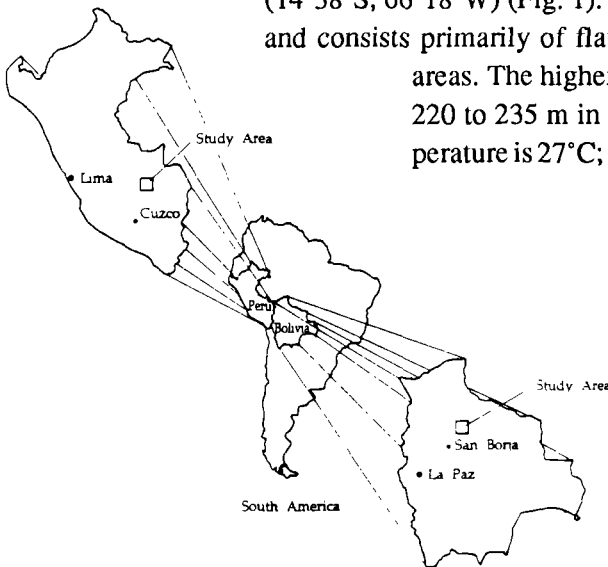 (14°58'S, 66°18'W) (Fig. 1).
and consists primarily of fla
areas. The highe
220 to 235 m in
perature is 27°C;
Study Area
Lima
Cuzco
Peru
Bolivia
Study Area
San Borja
La Paz
South America